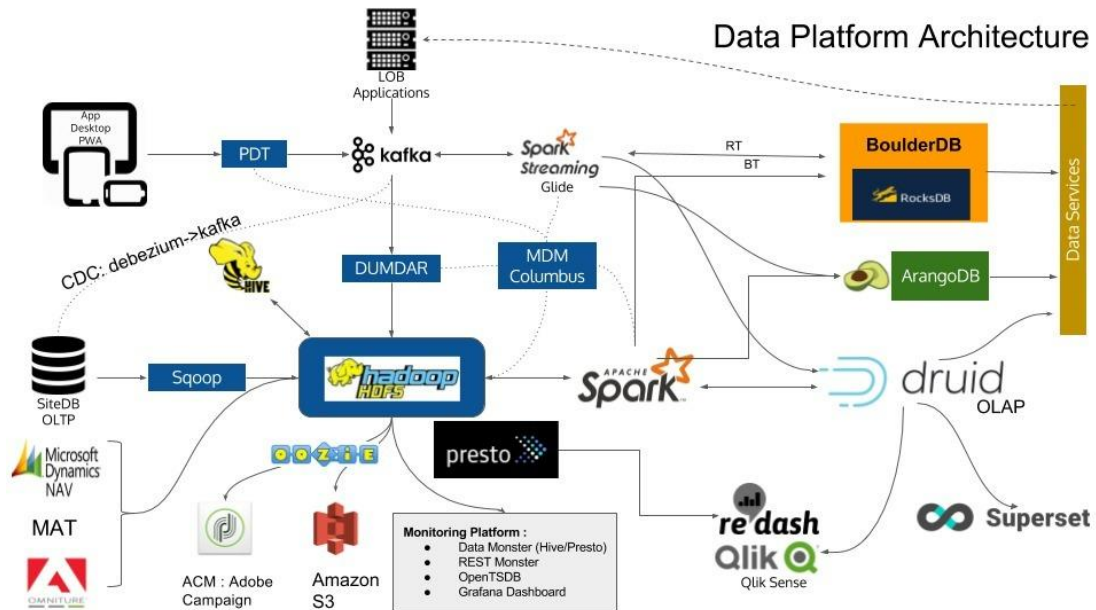 Data Platform Architecture
LOB
Applications
App
Desktop
PWA
PDT
kafka
Spark
Streaming
Glide
RT
BT
BoulderDB
RocksDB
Data Services
CDC: debezium->kafka
HIVE
DUMDAR
MDM
Columbus
ArangoDB
SiteDB
OLTP
Sqoop
hadoop
HDFS
APACHE
Spark
druid
OLAP
Microsoft
Dynamics
NAV
MAT
OMNITURE
OOZIE
ACM : Adobe
Campaign
Amazon
S3
presto
Monitoring Platform :
● Data Monster (Hive/Presto)
● REST Monster
● OpenTSDB
● Grafana Dashboard
re:dash
Qlik Q
Qlik Sense
Superset